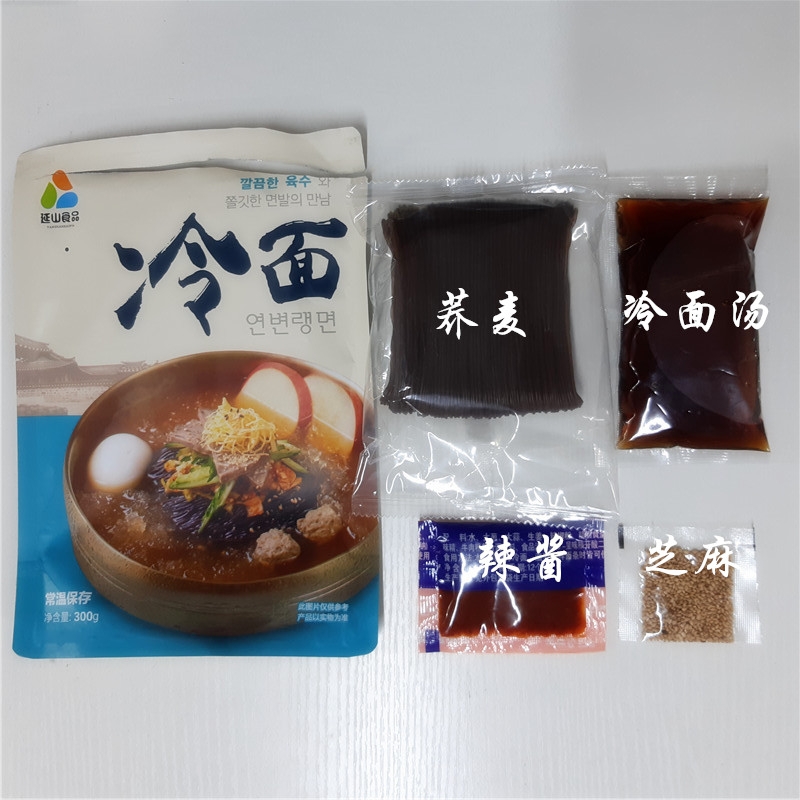 延山食品
깔끔한 육수 와
쫄깃한 면발의 만남
冷面
연변랭면
常温保存
净含量: 300g
此图片仅供参考
产品以实物为准
荞麦
冷面汤
辣酱
芝麻